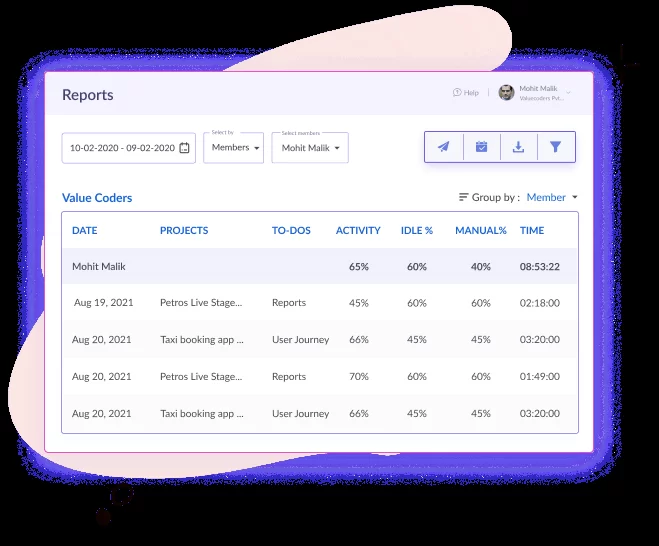 Reports
Help
Mohit Malik
Valuecoders Pvt...
Select by
Select members
10-02-2020 - 09-02-2020
Members
Mohit Malik
Value Coders
Group by : Member
DATE PROJECTS TO-DOS ACTIVITY IDLE % MANUAL% TIME
Mohit Malik 65% 60% 40% 08:53:22
Aug 19, 2021 Petros Live Stage... Reports 45% 60% 60% 02:18:00
Aug 20, 2021 Taxi booking app ... User Journey 66% 45% 45% 03:20:00
Aug 20, 2021 Petros Live Stage... Reports 70% 60% 60% 01:49:00
Aug 20, 2021 Taxi booking app ... User Journey 66% 45% 45% 03:20:00